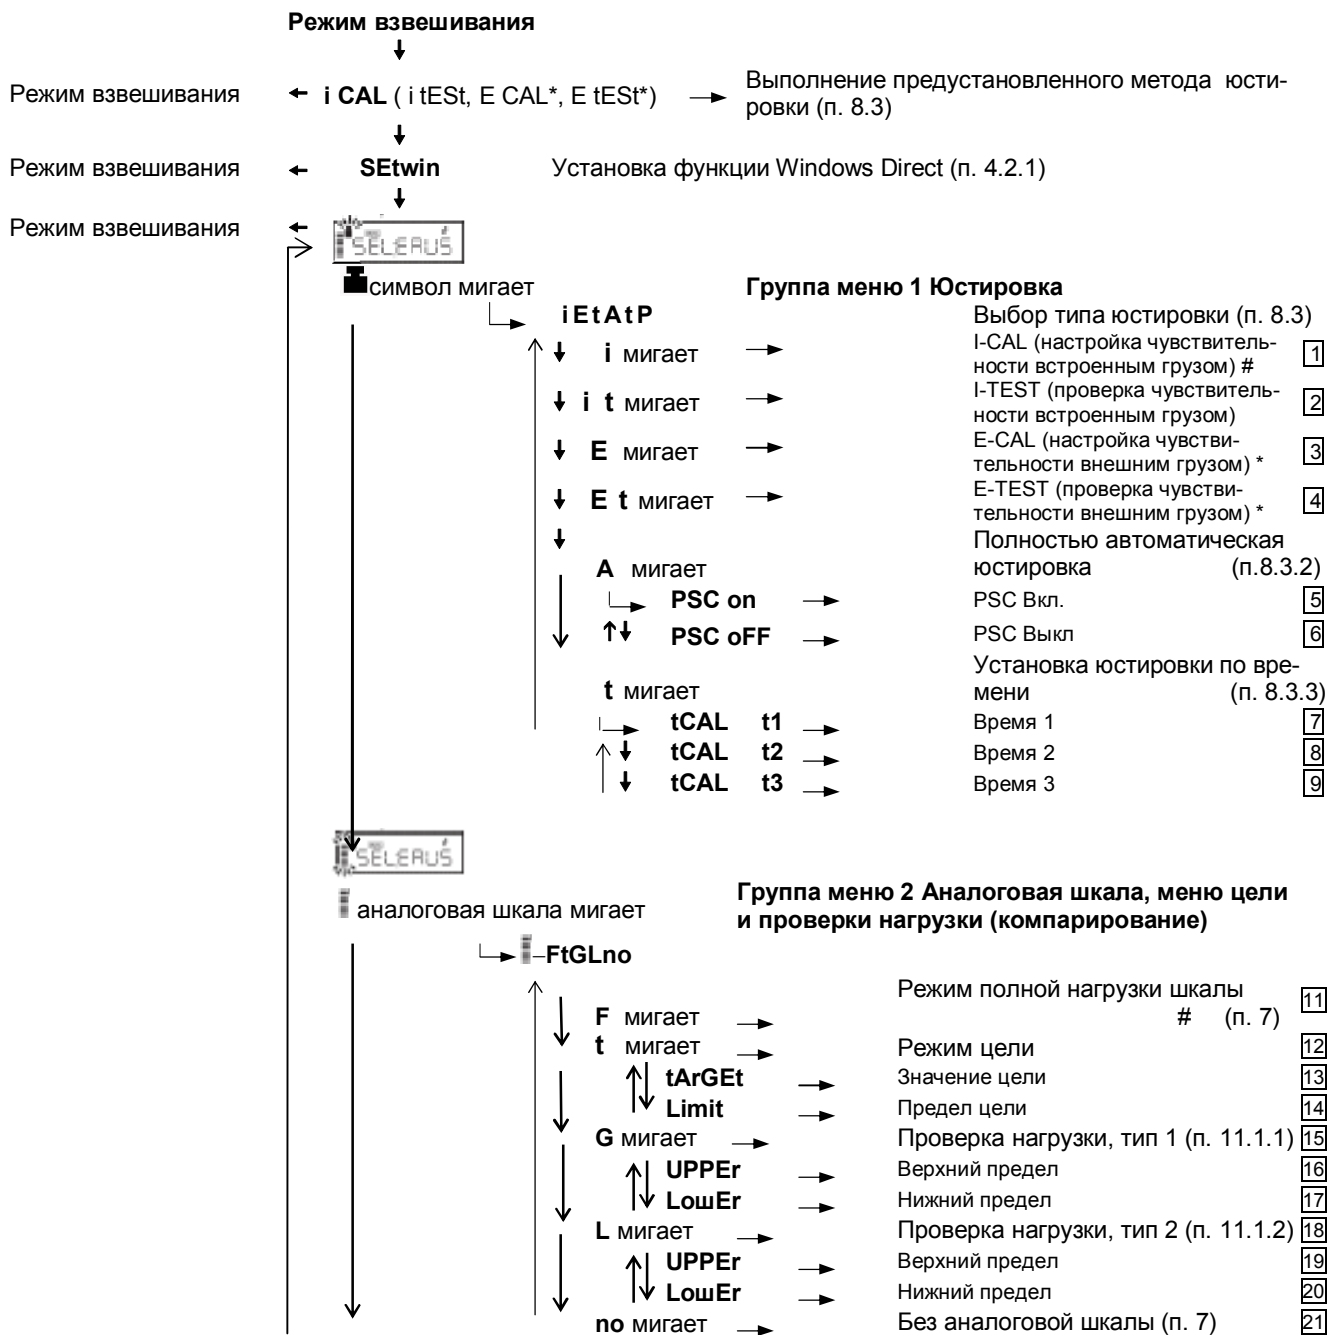 Режим взвешивания
Режим взвешивания i CAL ( i tESt, E CAL*, E tESt*) Выполнение предустановленного метода юсти-
ровки (п. 8.3)
Режим взвешивания SEtwin Установка функции Windows Direct (п. 4.2.1)
Режим взвешивания
символ мигает Группа меню 1 Юстировка
iEtAtP Выбор типа юстировки (п. 8.3)
i мигает I-CAL (настройка чувствитель-
ности встроенным грузом) # 1
i t мигает I-TEST (проверка чувствитель-
ности встроенным грузом) 2
E мигает E-CAL (настройка чувстви-
тельности внешним грузом) * 3
E t мигает E-TEST (проверка чувстви-
тельности внешним грузом) * 4
Полностью автоматическая
A мигает юстировка (п.8.3.2)
PSC on PSC Вкл. 5
PSC oFF PSC Выкл 6
Установка юстировки по вре-
t мигает мени (п. 8.3.3)
tCAL t1 Время 1 7
tCAL t2 Время 2 8
tCAL t3 Время 3 9
Группа меню 2 Аналоговая шкала, меню цели
аналоговая шкала мигает и проверки нагрузки (компарирование)
–FtGLno
Режим полной нагрузки шкалы 11
F мигает # (п. 7)
t мигает Режим цели 12
tArGEt Значение цели 13
Limit Предел цели 14
G мигает Проверка нагрузки, тип 1 (п. 11.1.1) 15
UPPEr Верхний предел 16
LoшEr Нижний предел 17
L мигает Проверка нагрузки, тип 2 (п. 11.1.2) 18
UPPEr Верхний предел 19
LoшEr Нижний предел 20
no мигает Без аналоговой шкалы (п. 7) 21